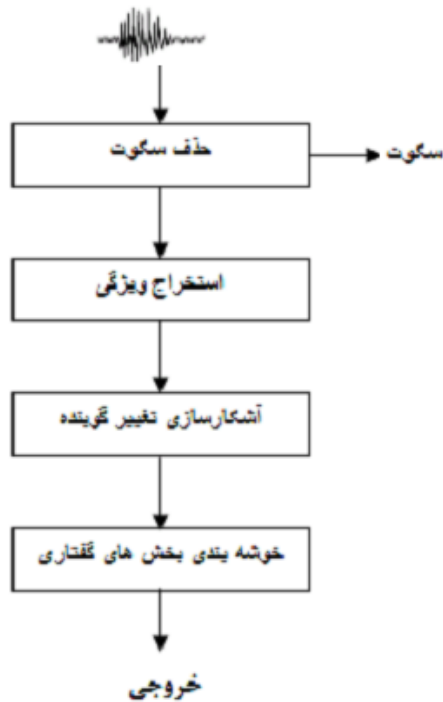 حذف سکوت
سکوت
استخراج ویژگی
آشکارسازی تغییر گوینده
خوشه بندی بخش های گفتاری
خروجی